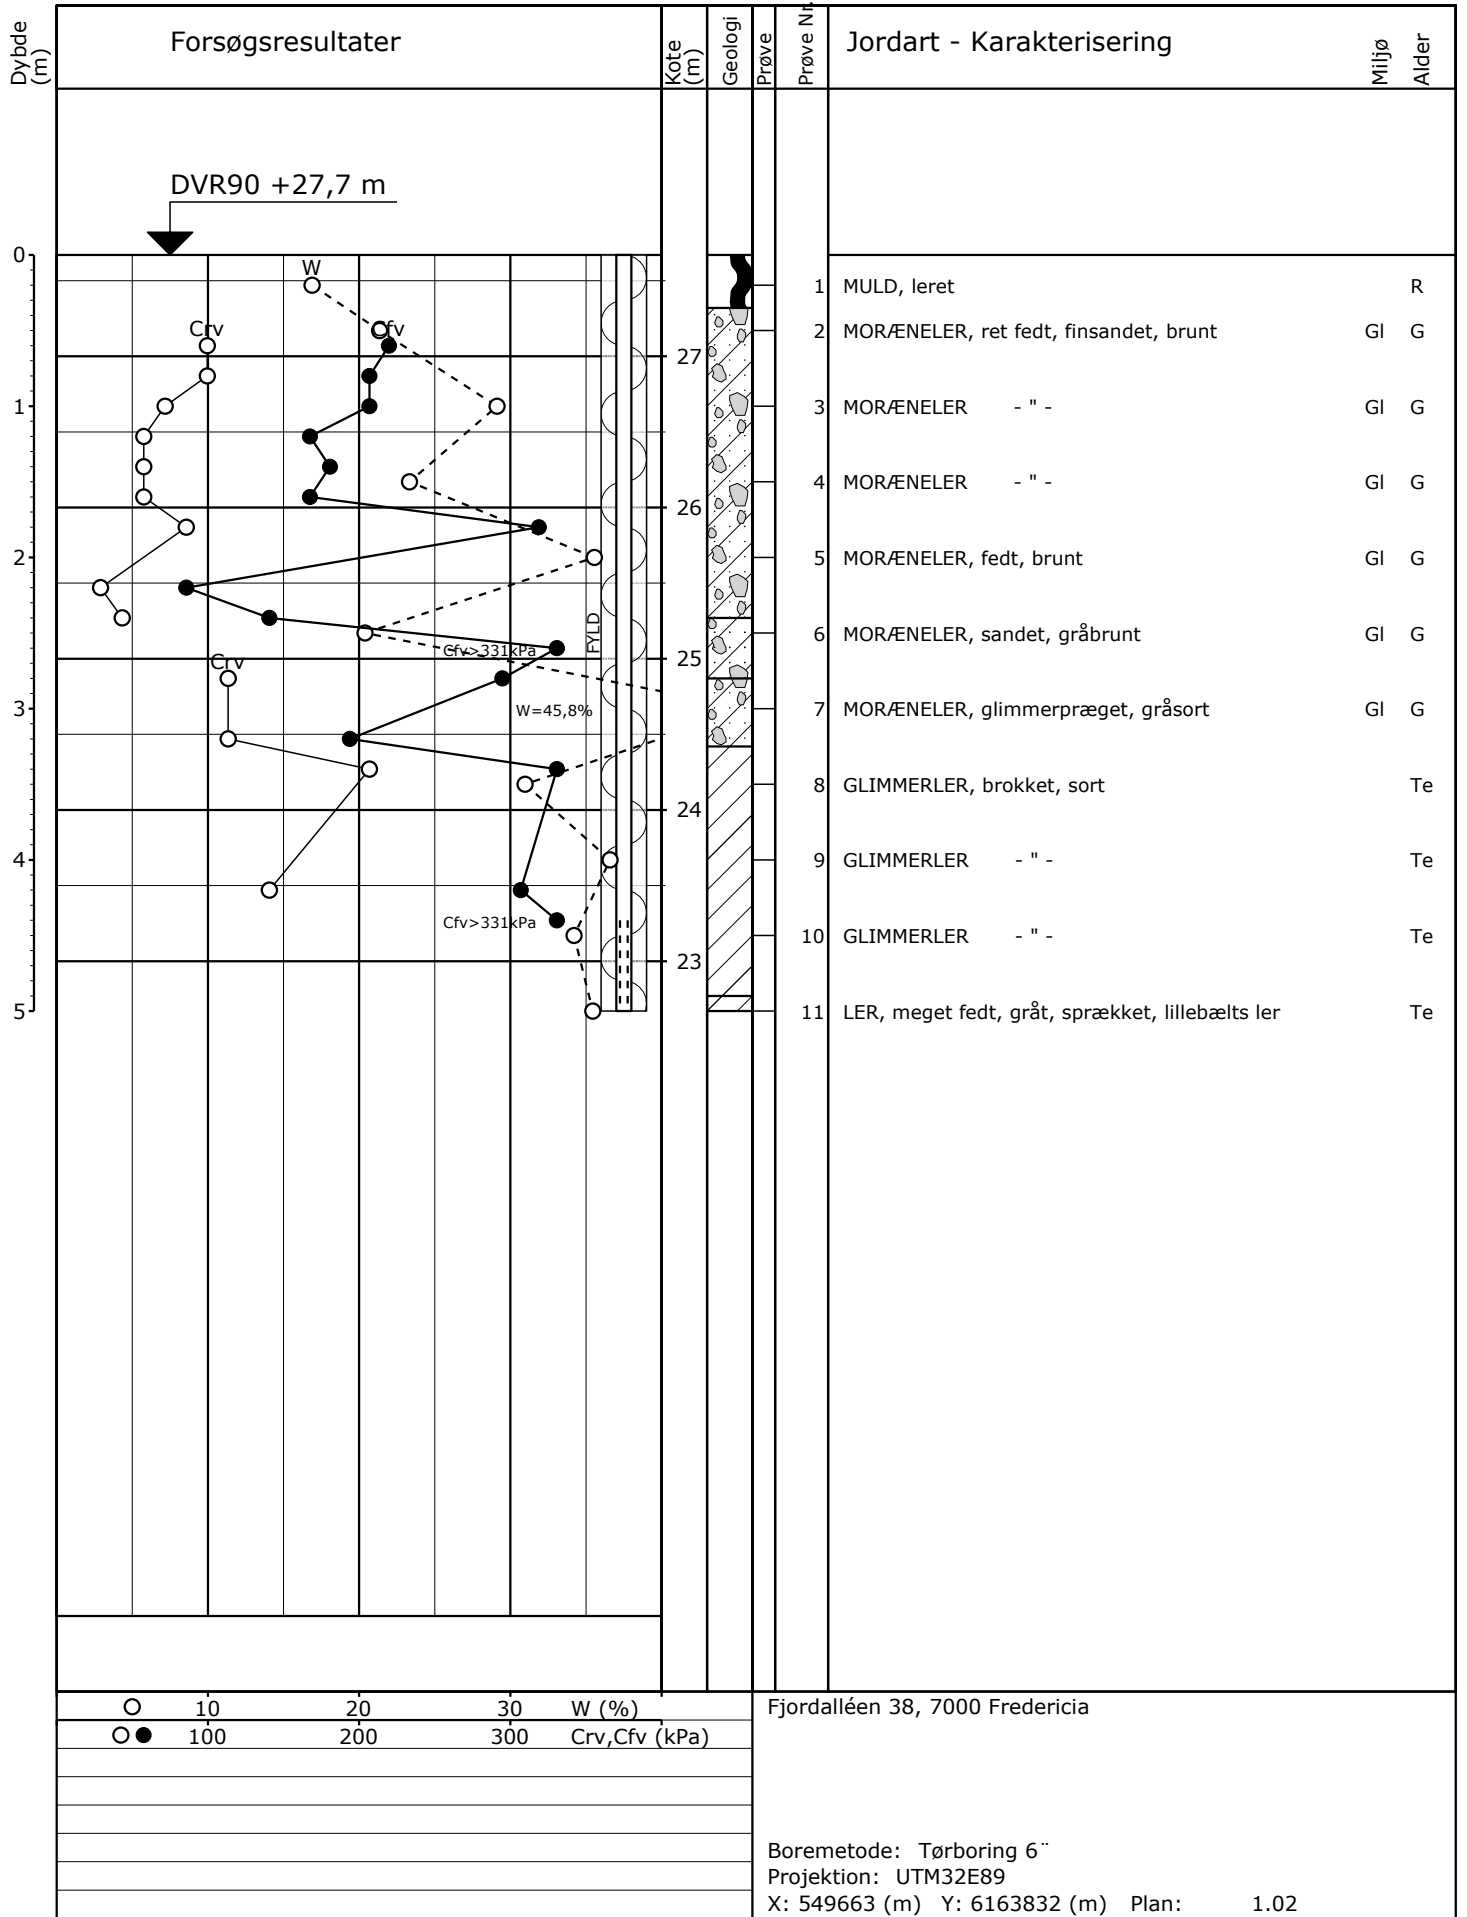 Dybde (m)
Forsøgsresultater
Kote (m)
Geologi
Prøve
Prøve Nr.
Jordart - Karakterisering
Miljø
Alder
DVR90 +27,7 m
0
W
1 MULD, leret R
Crv
Cfv
2 MORÆNELER, ret fedt, finsandet, brunt Gl G
27
1
3 MORÆNELER - " - Gl G
4 MORÆNELER - " - Gl G
26
2
5 MORÆNELER, fedt, brunt Gl G
FYLD
6 MORÆNELER, sandet, gråbrunt Gl G
Cfv>331kPa
25
Crv
3
W=45,8%
7 MORÆNELER, glimmerpræget, gråsort Gl G
8 GLIMMERLER, brokket, sort Te
24
4
9 GLIMMERLER - " - Te
Cfv>331kPa
10 GLIMMERLER - " - Te
23
5
11 LER, meget fedt, gråt, sprækket, lillebælts ler Te
10 20 30 W (%)
100 200 300 Crv,Cfv (kPa)
Fjordalléen 38, 7000 Fredericia
Boremetode: Tørboring 6¨
Projektion: UTM32E89
X: 549663 (m) Y: 6163832 (m) Plan: 1.02